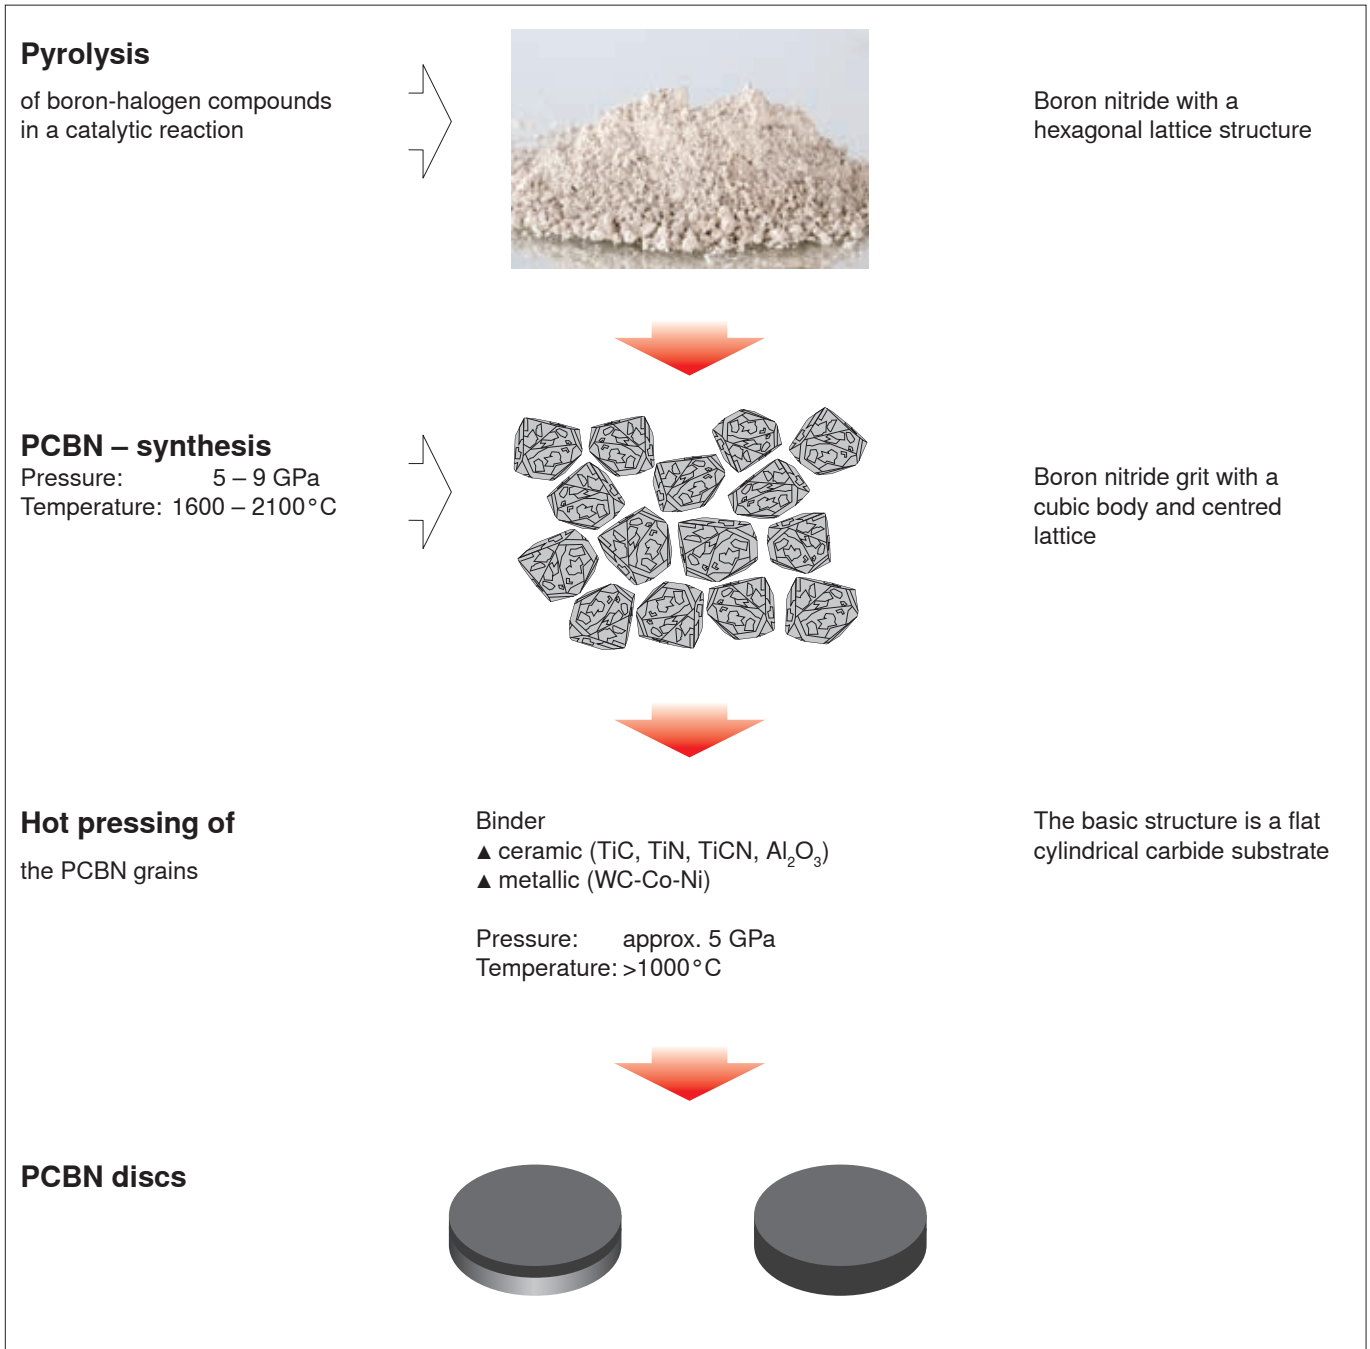 Pyrolysis
of boron-halogen compounds
in a catalytic reaction
Boron nitride with a
hexagonal lattice structure
PCBN – synthesis
Pressure: 5 – 9 GPa
Temperature: 1600 – 2100°C
Boron nitride grit with a
cubic body and centred
lattice
Hot pressing of
the PCBN grains
Binder
▲ ceramic (TiC, TiN, TiCN, Al₂O₃)
▲ metallic (WC-Co-Ni)
Pressure: approx. 5 GPa
Temperature: >1000°C
The basic structure is a flat
cylindrical carbide substrate
PCBN discs